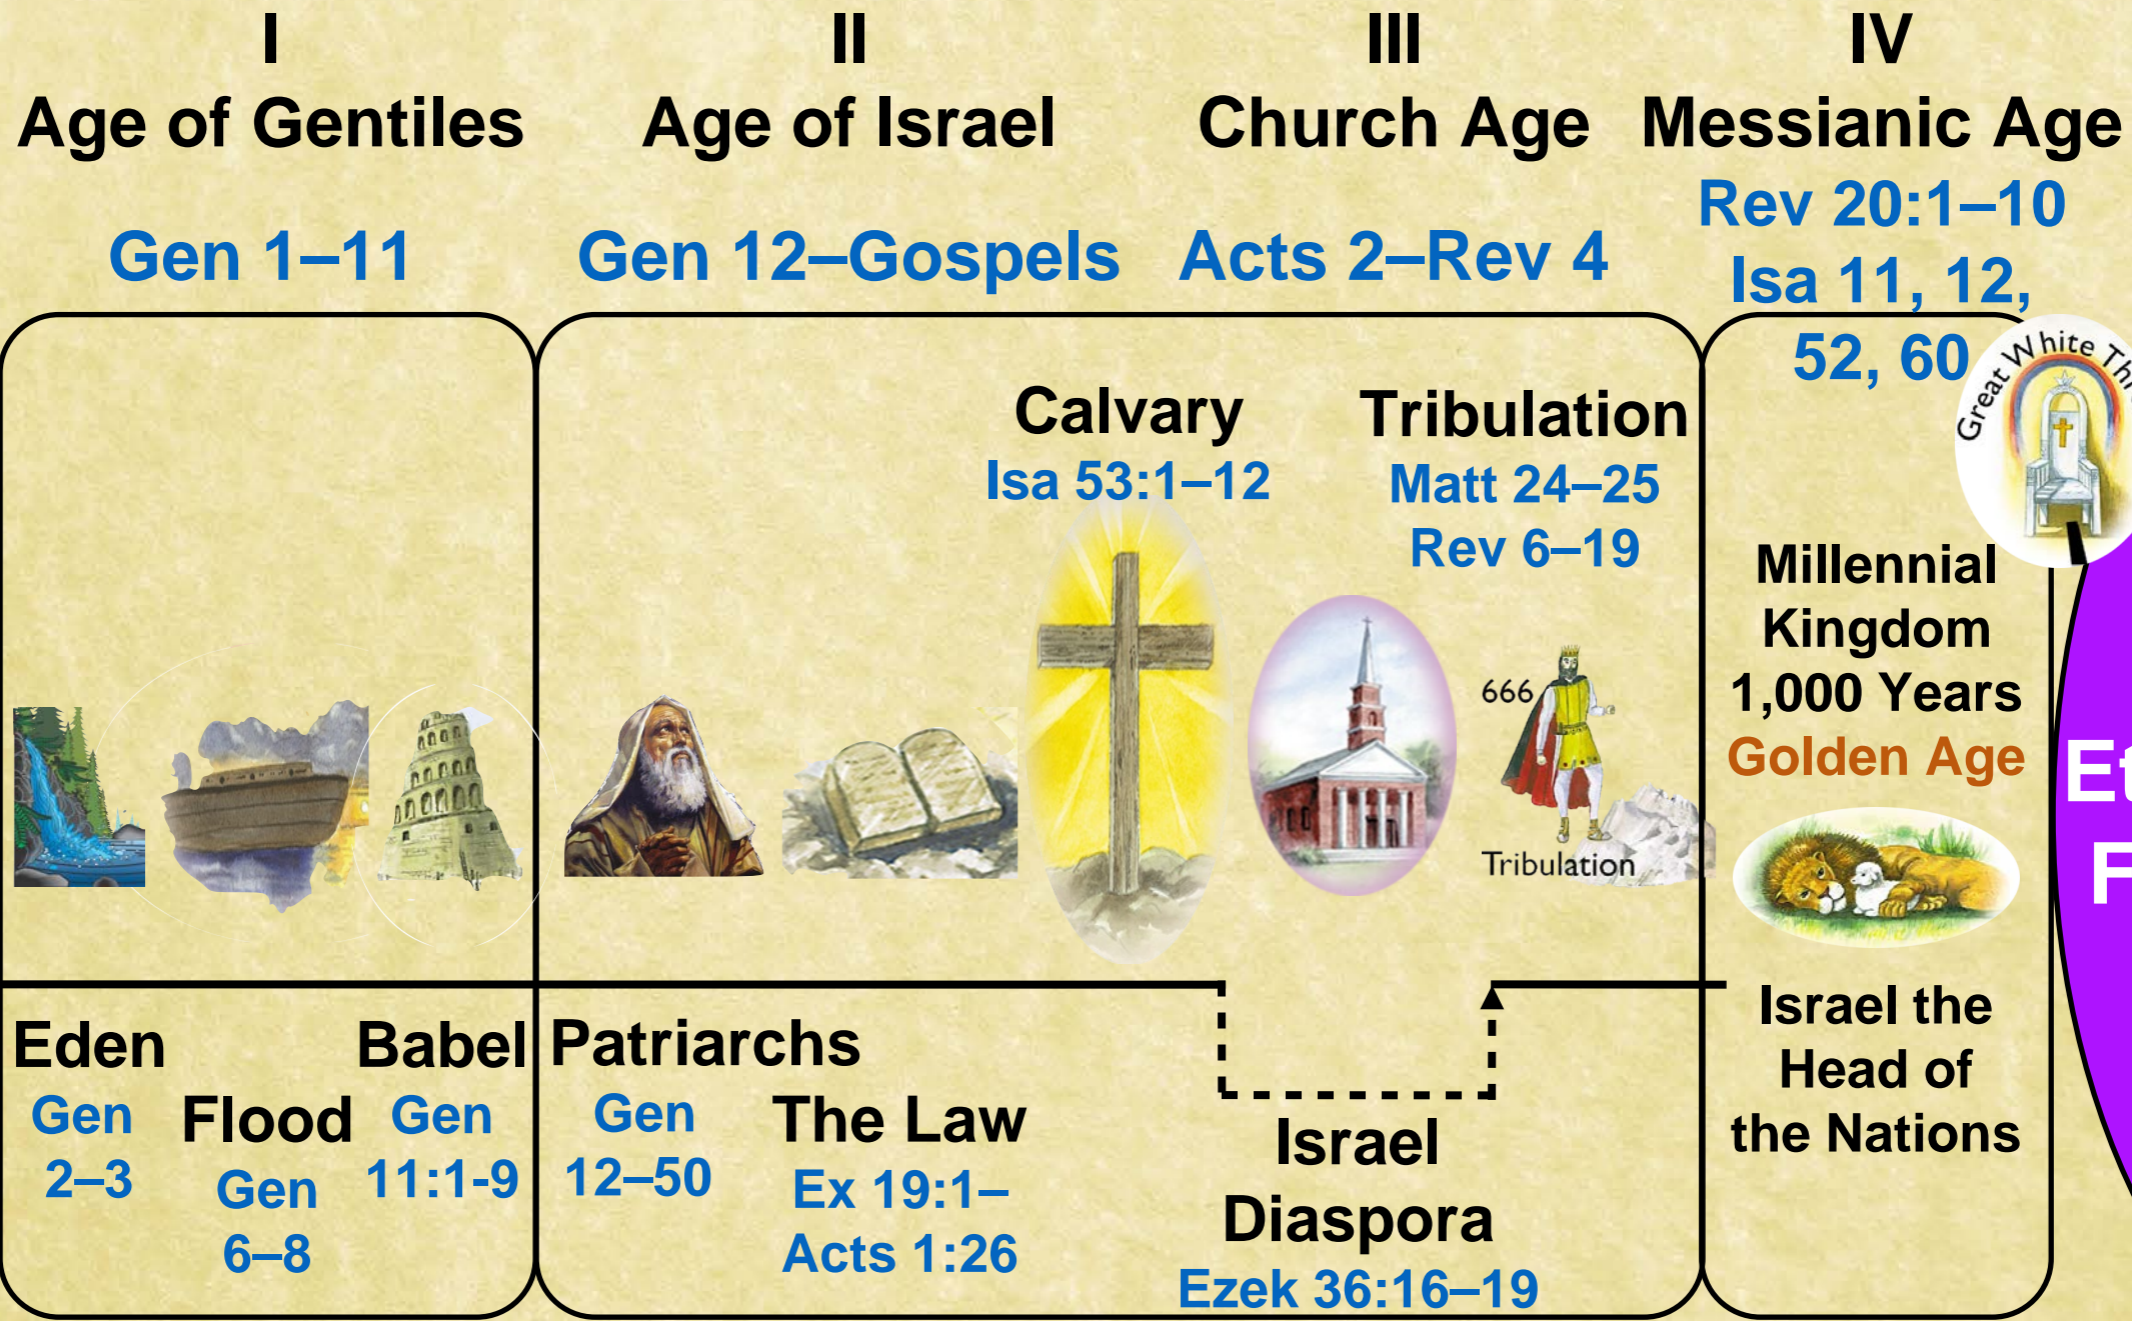 I
Age of Gentiles
Gen 1–11
II
Age of Israel
Gen 12–Gospels
III
Church Age
Acts 2–Rev 4
IV
Messianic Age
Rev 20:1–10
Isa 11, 12,
52, 60
Great White
Calvary
Isa 53:1–12
Tribulation
Matt 24–25
Rev 6–19
666
Tribulation
Millennial
Kingdom
1,000 Years
Golden Age
Israel the
Head of
the Nations
Eden
Gen
2–3
Flood
Gen
6–8
Babel
Gen
11:1-9
Patriarchs
Gen
12–50
The Law
Ex 19:1–
Acts 1:26
Israel
Diaspora
Ezek 36:16–19